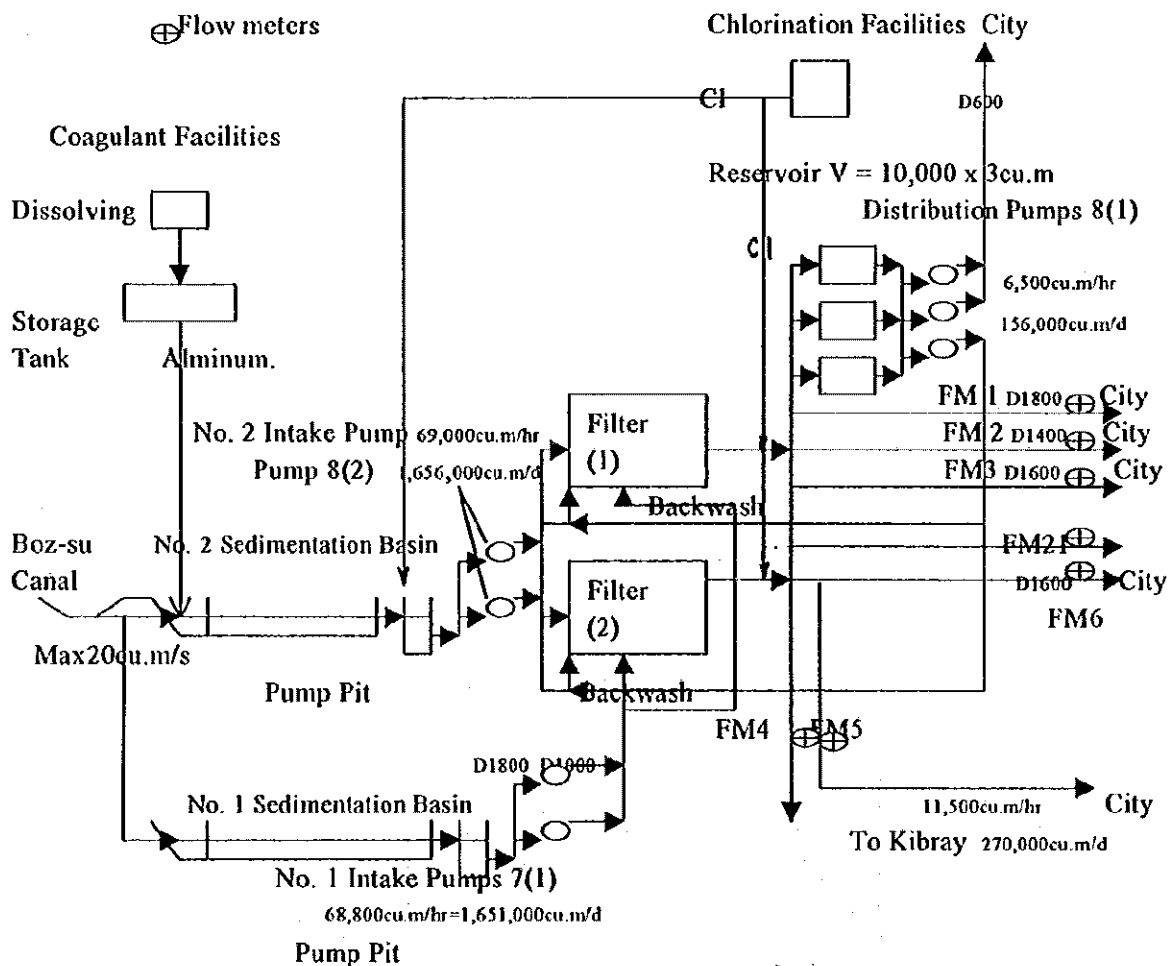 ⊕Flow meters
Chlorination Facilities City
Cl
D600
Coagulant Facilities
Reservoir V = 10,000 x 3cu.m
Dissolving
Distribution Pumps 8(1)
Cl
6,500cu.m/hr
Storage
Tank
156,000cu.m/d
Alminum.
FM 1 D1800 City
No. 2 Intake Pump 69,000cu.m/hr
Filter
(1)
FM 2 D1400 City
Pump 8(2) 1,656,000cu.m/d
FM3 D1600 City
Backwash
Boz-su
Canal
No. 2 Sedimentation Basin
FM21
Filter
(2)
D1600 City
FM6
Max20cu.m/s
Pump Pit
Backwash
FM4 FM5
D1800 D1000
No. 1 Sedimentation Basin
11,500cu.m/hr City
To Kibray 270,000cu.m/d
No. 1 Intake Pumps 7(1)
68,800cu.m/hr=1,651,000cu.m/d
Pump Pit